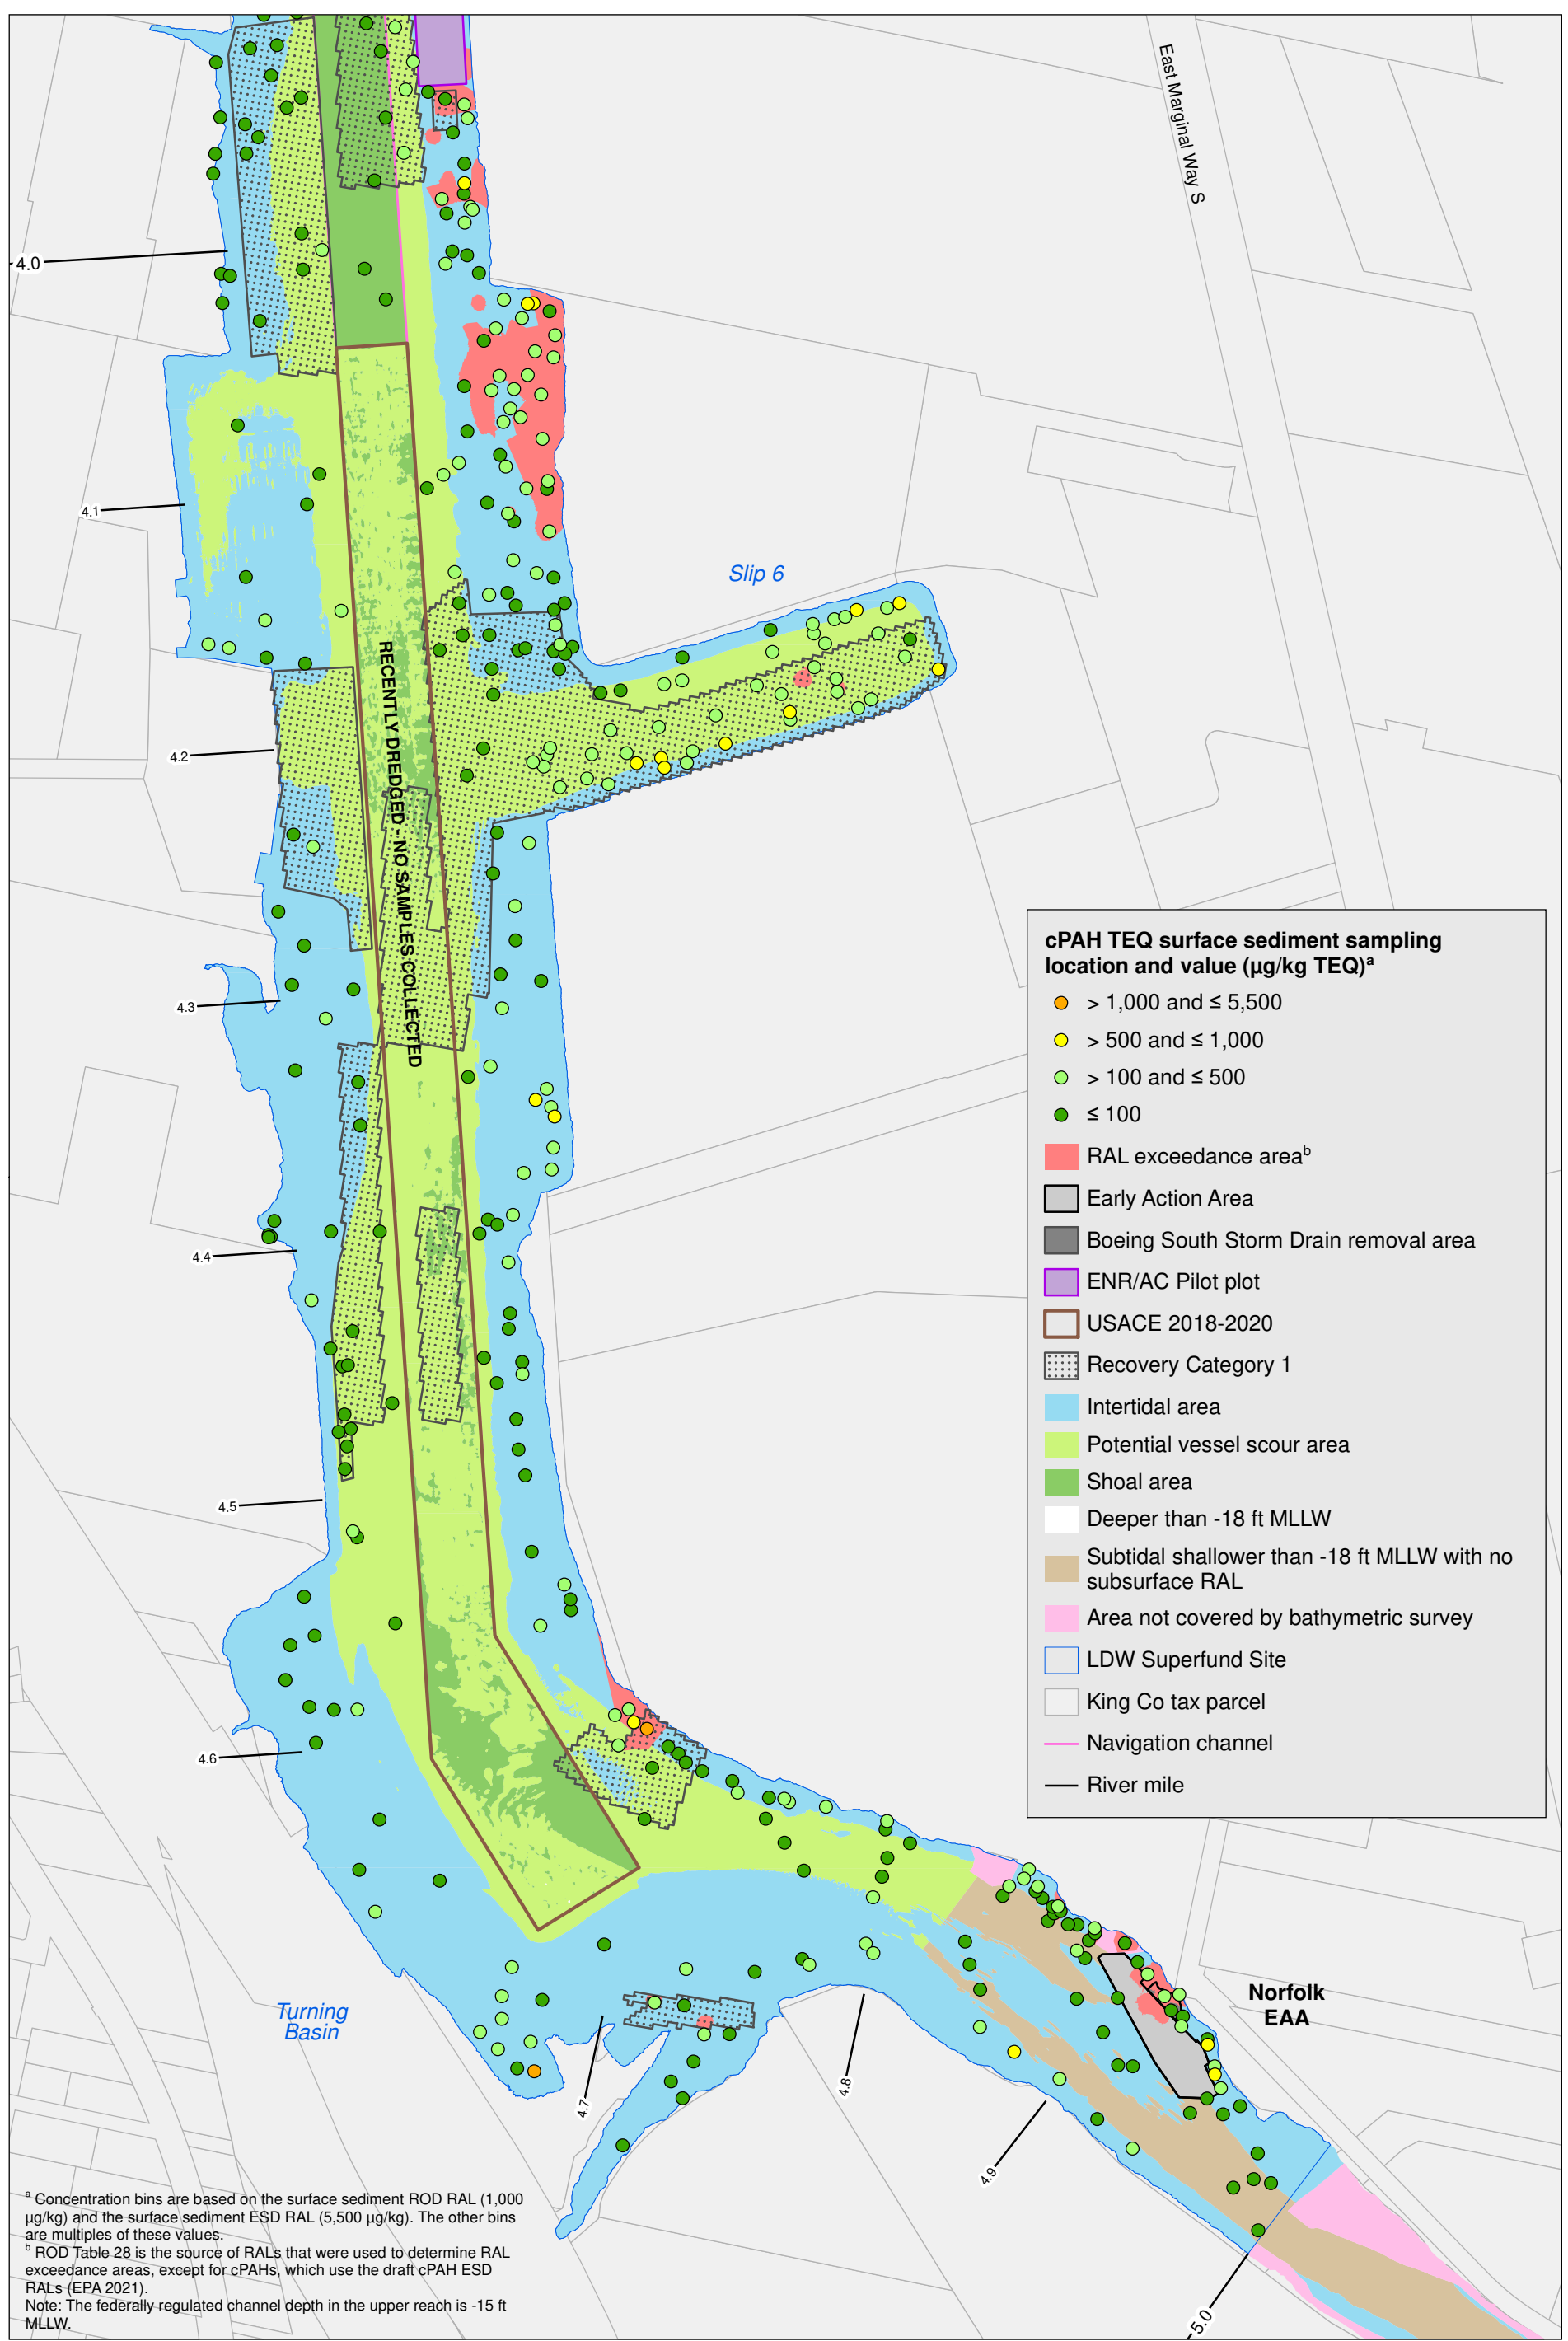 East Marginal Way S
4.0
4.1
Slip 6
RECENTLY DREDGED - NO SAMPLES COLLECTED
4.2
4.3
4.4
4.5
4.6
4.7
4.8
4.9
5.0
Turning
Basin
Norfolk
EAA
cPAH TEQ surface sediment sampling
location and value (µg/kg TEQ)ᵃ
> 1,000 and ≤ 5,500
> 500 and ≤ 1,000
> 100 and ≤ 500
≤ 100
RAL exceedance areaᵇ
Early Action Area
Boeing South Storm Drain removal area
ENR/AC Pilot plot
USACE 2018-2020
Recovery Category 1
Intertidal area
Potential vessel scour area
Shoal area
Deeper than -18 ft MLLW
Subtidal shallower than -18 ft MLLW with no
subsurface RAL
Area not covered by bathymetric survey
LDW Superfund Site
King Co tax parcel
Navigation channel
River mile
ᵃ Concentration bins are based on the surface sediment ROD RAL (1,000
µg/kg) and the surface sediment ESD RAL (5,500 µg/kg). The other bins
are multiples of these values.
ᵇ ROD Table 28 is the source of RALs that were used to determine RAL
exceedance areas, except for cPAHs, which use the draft cPAH ESD
RALs (EPA 2021).
Note: The federally regulated channel depth in the upper reach is -15 ft
MLLW.